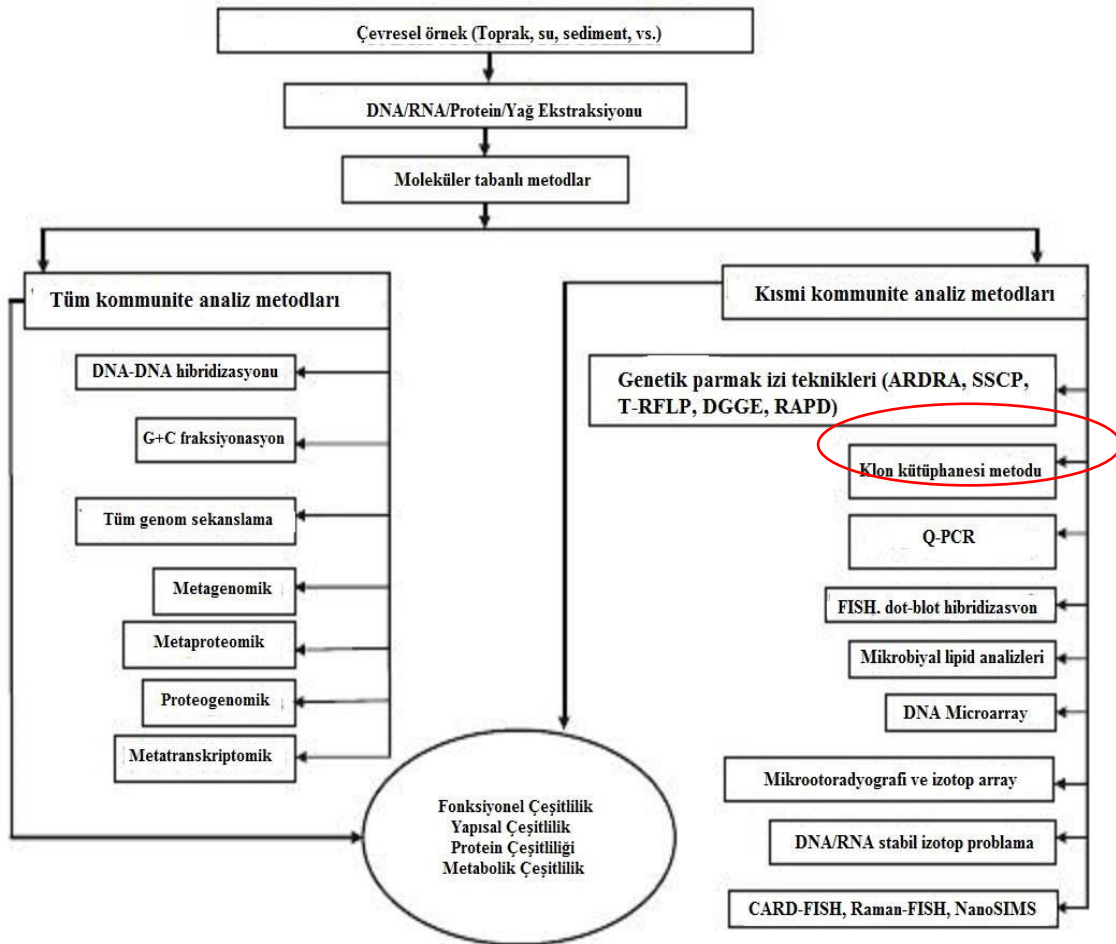 Çevresel örnek (Toprak, su, sediment, vs.)
DNA/RNA/Protein/Yağ Ekstraksiyonu
Moleküler tabanlı metodlar
Tüm kommunite analiz metodları
DNA-DNA hibridizasyonu
G+C fraksiyonasyon
Tüm genom sekanslama
Metagenomik
Metaproteomik
Proteogenomik
Metatranskriptomik
Kısmi kommunite analiz metodları
Genetik parmak izi teknikleri (ARDRA, SSCP,
T-RFLP, DGGE, RAPD)
Klon kütüphanesi metodu
Q-PCR
FISH. dot-blot hibridizasvon
Mikrobiyal lipid analizleri
DNA Microarray
Mikrootoradyografi ve izotop array
DNA/RNA stabil izotop problama
CARD-FISH, Raman-FISH, NanoSIMS
Fonksiyonel Çeşitlilik
Yapısal Çeşitlilik
Protein Çeşitliliği
Metabolik Çeşitlilik